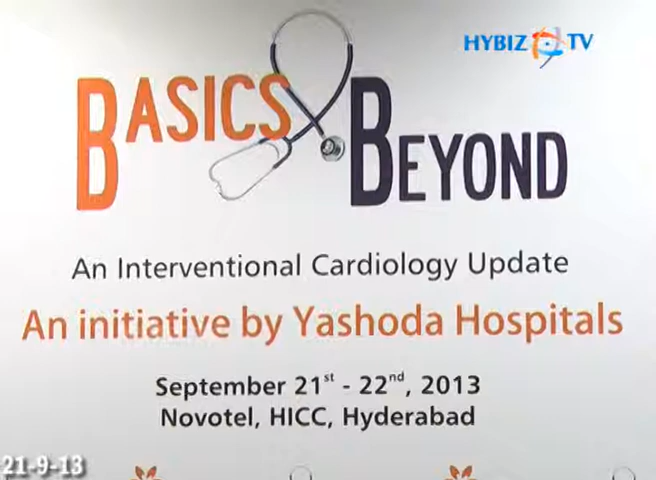 HYBIZ TV
BASICS BEYOND
An Interventional Cardiology Update
An initiative by Yashoda Hospitals
September 21st - 22nd, 2013
Novotel, HICC, Hyderabad
21-9-13